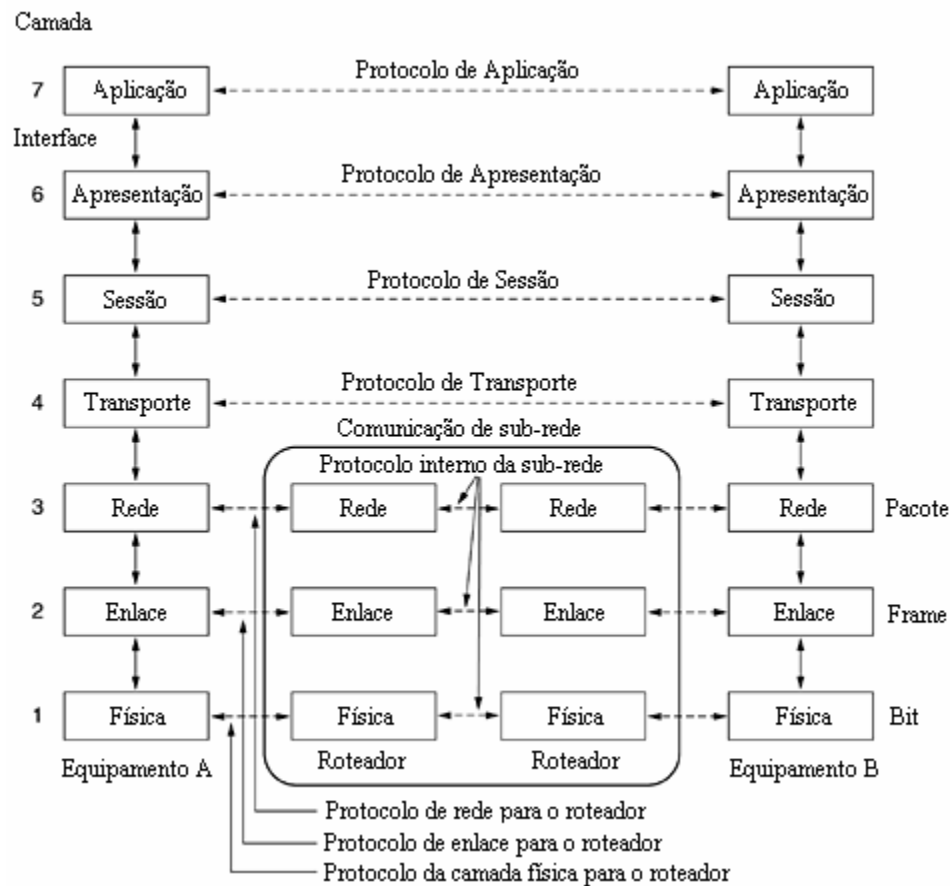 Camada
Protocolo de Aplicação
7 Aplicação Aplicação
Interface
Protocolo de Apresentação
6 Apresentação Apresentação
Protocolo de Sessão
5 Sessão Sessão
Protocolo de Transporte
4 Transporte Transporte
Comunicação de sub-rede
Protocolo interno da sub-rede
3 Rede Rede Rede Rede Pacote
2 Enlace Enlace Enlace Enlace Frame
1 Física Física Física Física Bit
Equipamento A Roteador Roteador Equipamento B
Protocolo de rede para o roteador
Protocolo de enlace para o roteador
Protocolo da camada física para o roteador